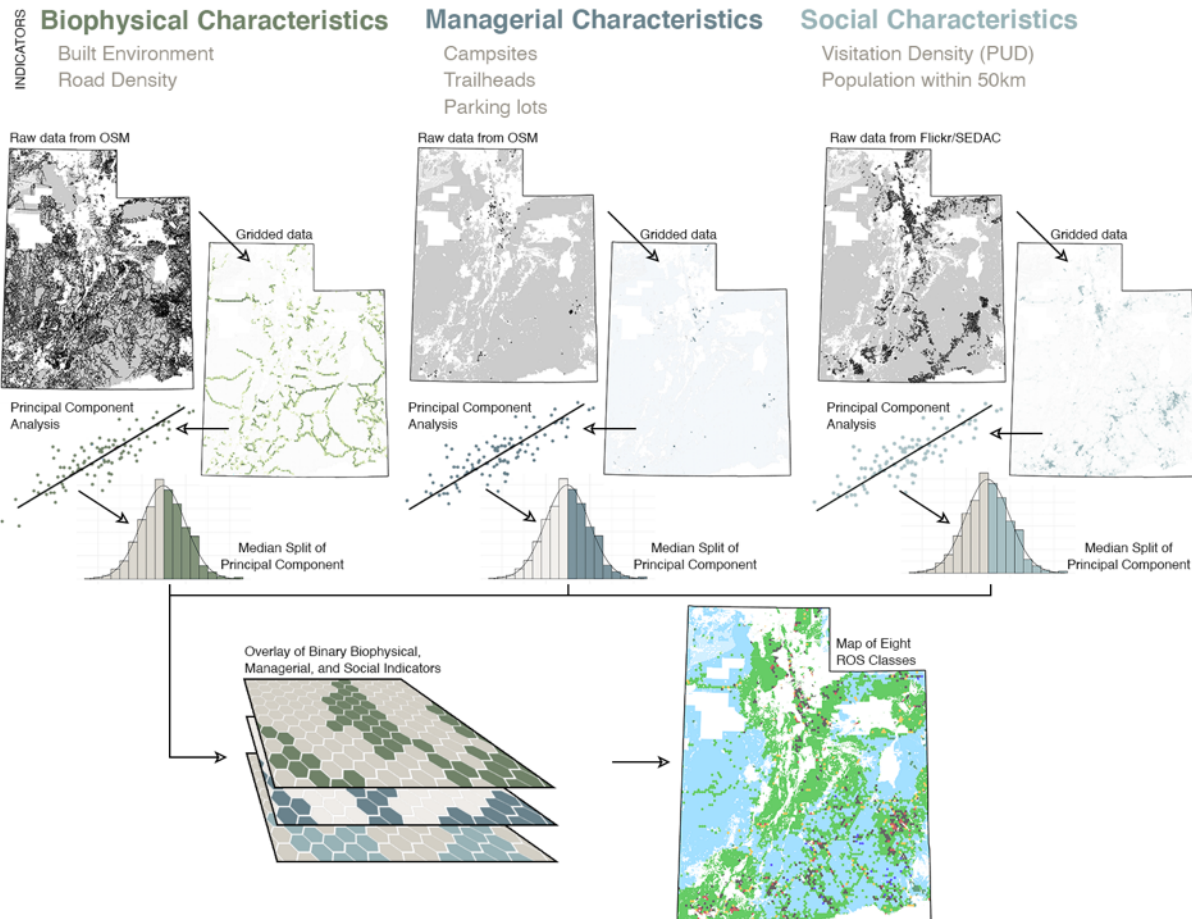 INDICATORS
Biophysical Characteristics
Built Environment
Road Density
Managerial Characteristics
Campsites
Trailheads
Parking lots
Social Characteristics
Visitation Density (PUD)
Population within 50km
Raw data from OSM
Gridded data
Principal Component
Analysis
Median Split of
Principal Component
Raw data from OSM
Gridded data
Principal Component
Analysis
Median Split of
Principal Component
Raw data from Flickr/SEDAC
Gridded data
Principal Component
Analysis
Median Split of
Principal Component
Overlay of Binary Biophysical,
Managerial, and Social Indicators
Map of Eight
ROS Classes